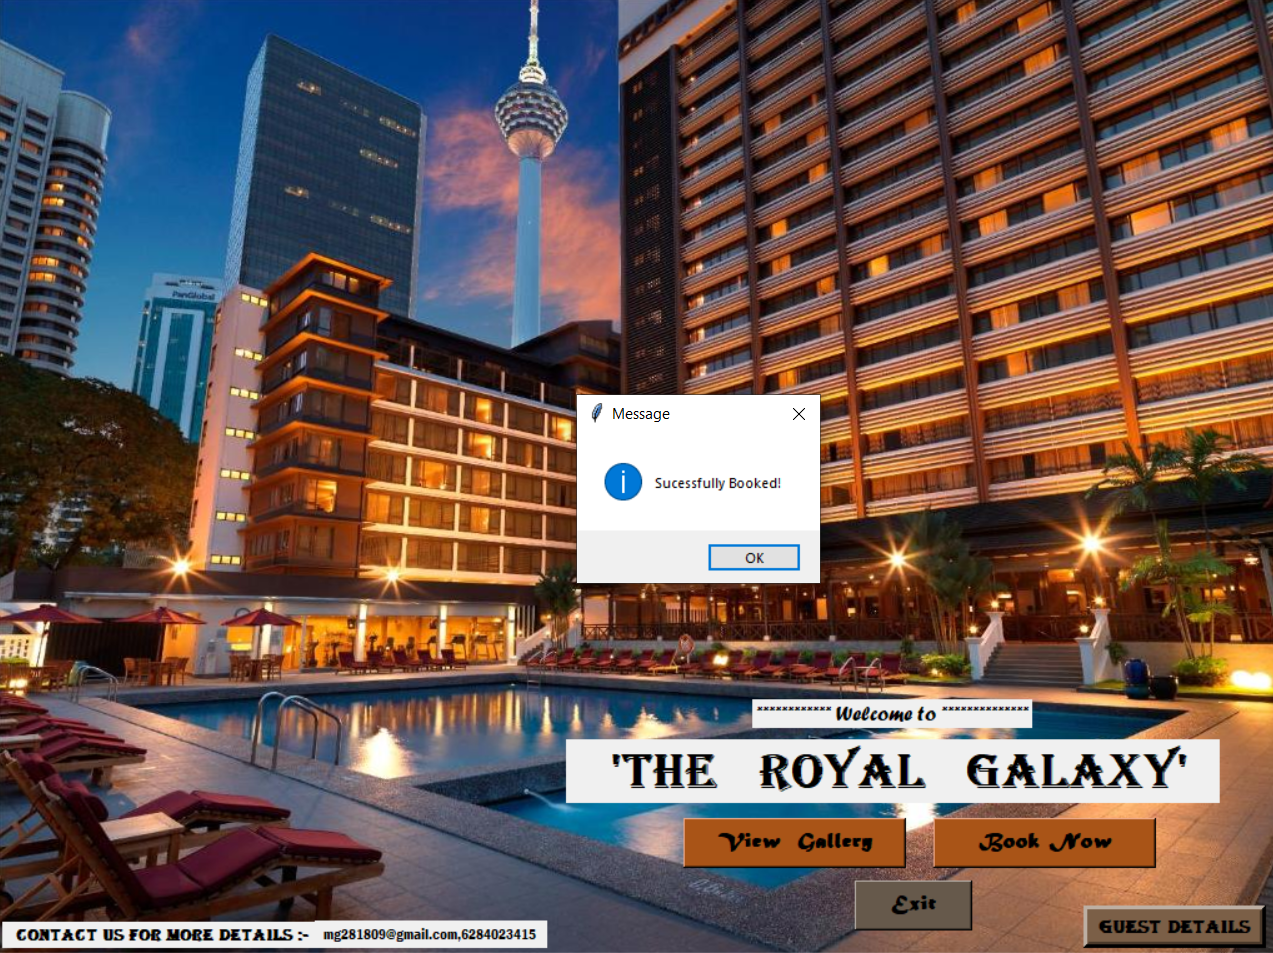 PanGlobal
Message
Sucessfully Booked!
OK
************ Welcome to **************
'THE ROYAL GALAXY'
View Gallery
Book Now
Exit
GUEST DETAILS
CONTACT US FOR MORE DETAILS :- mg281809@gmail.com,6284023415